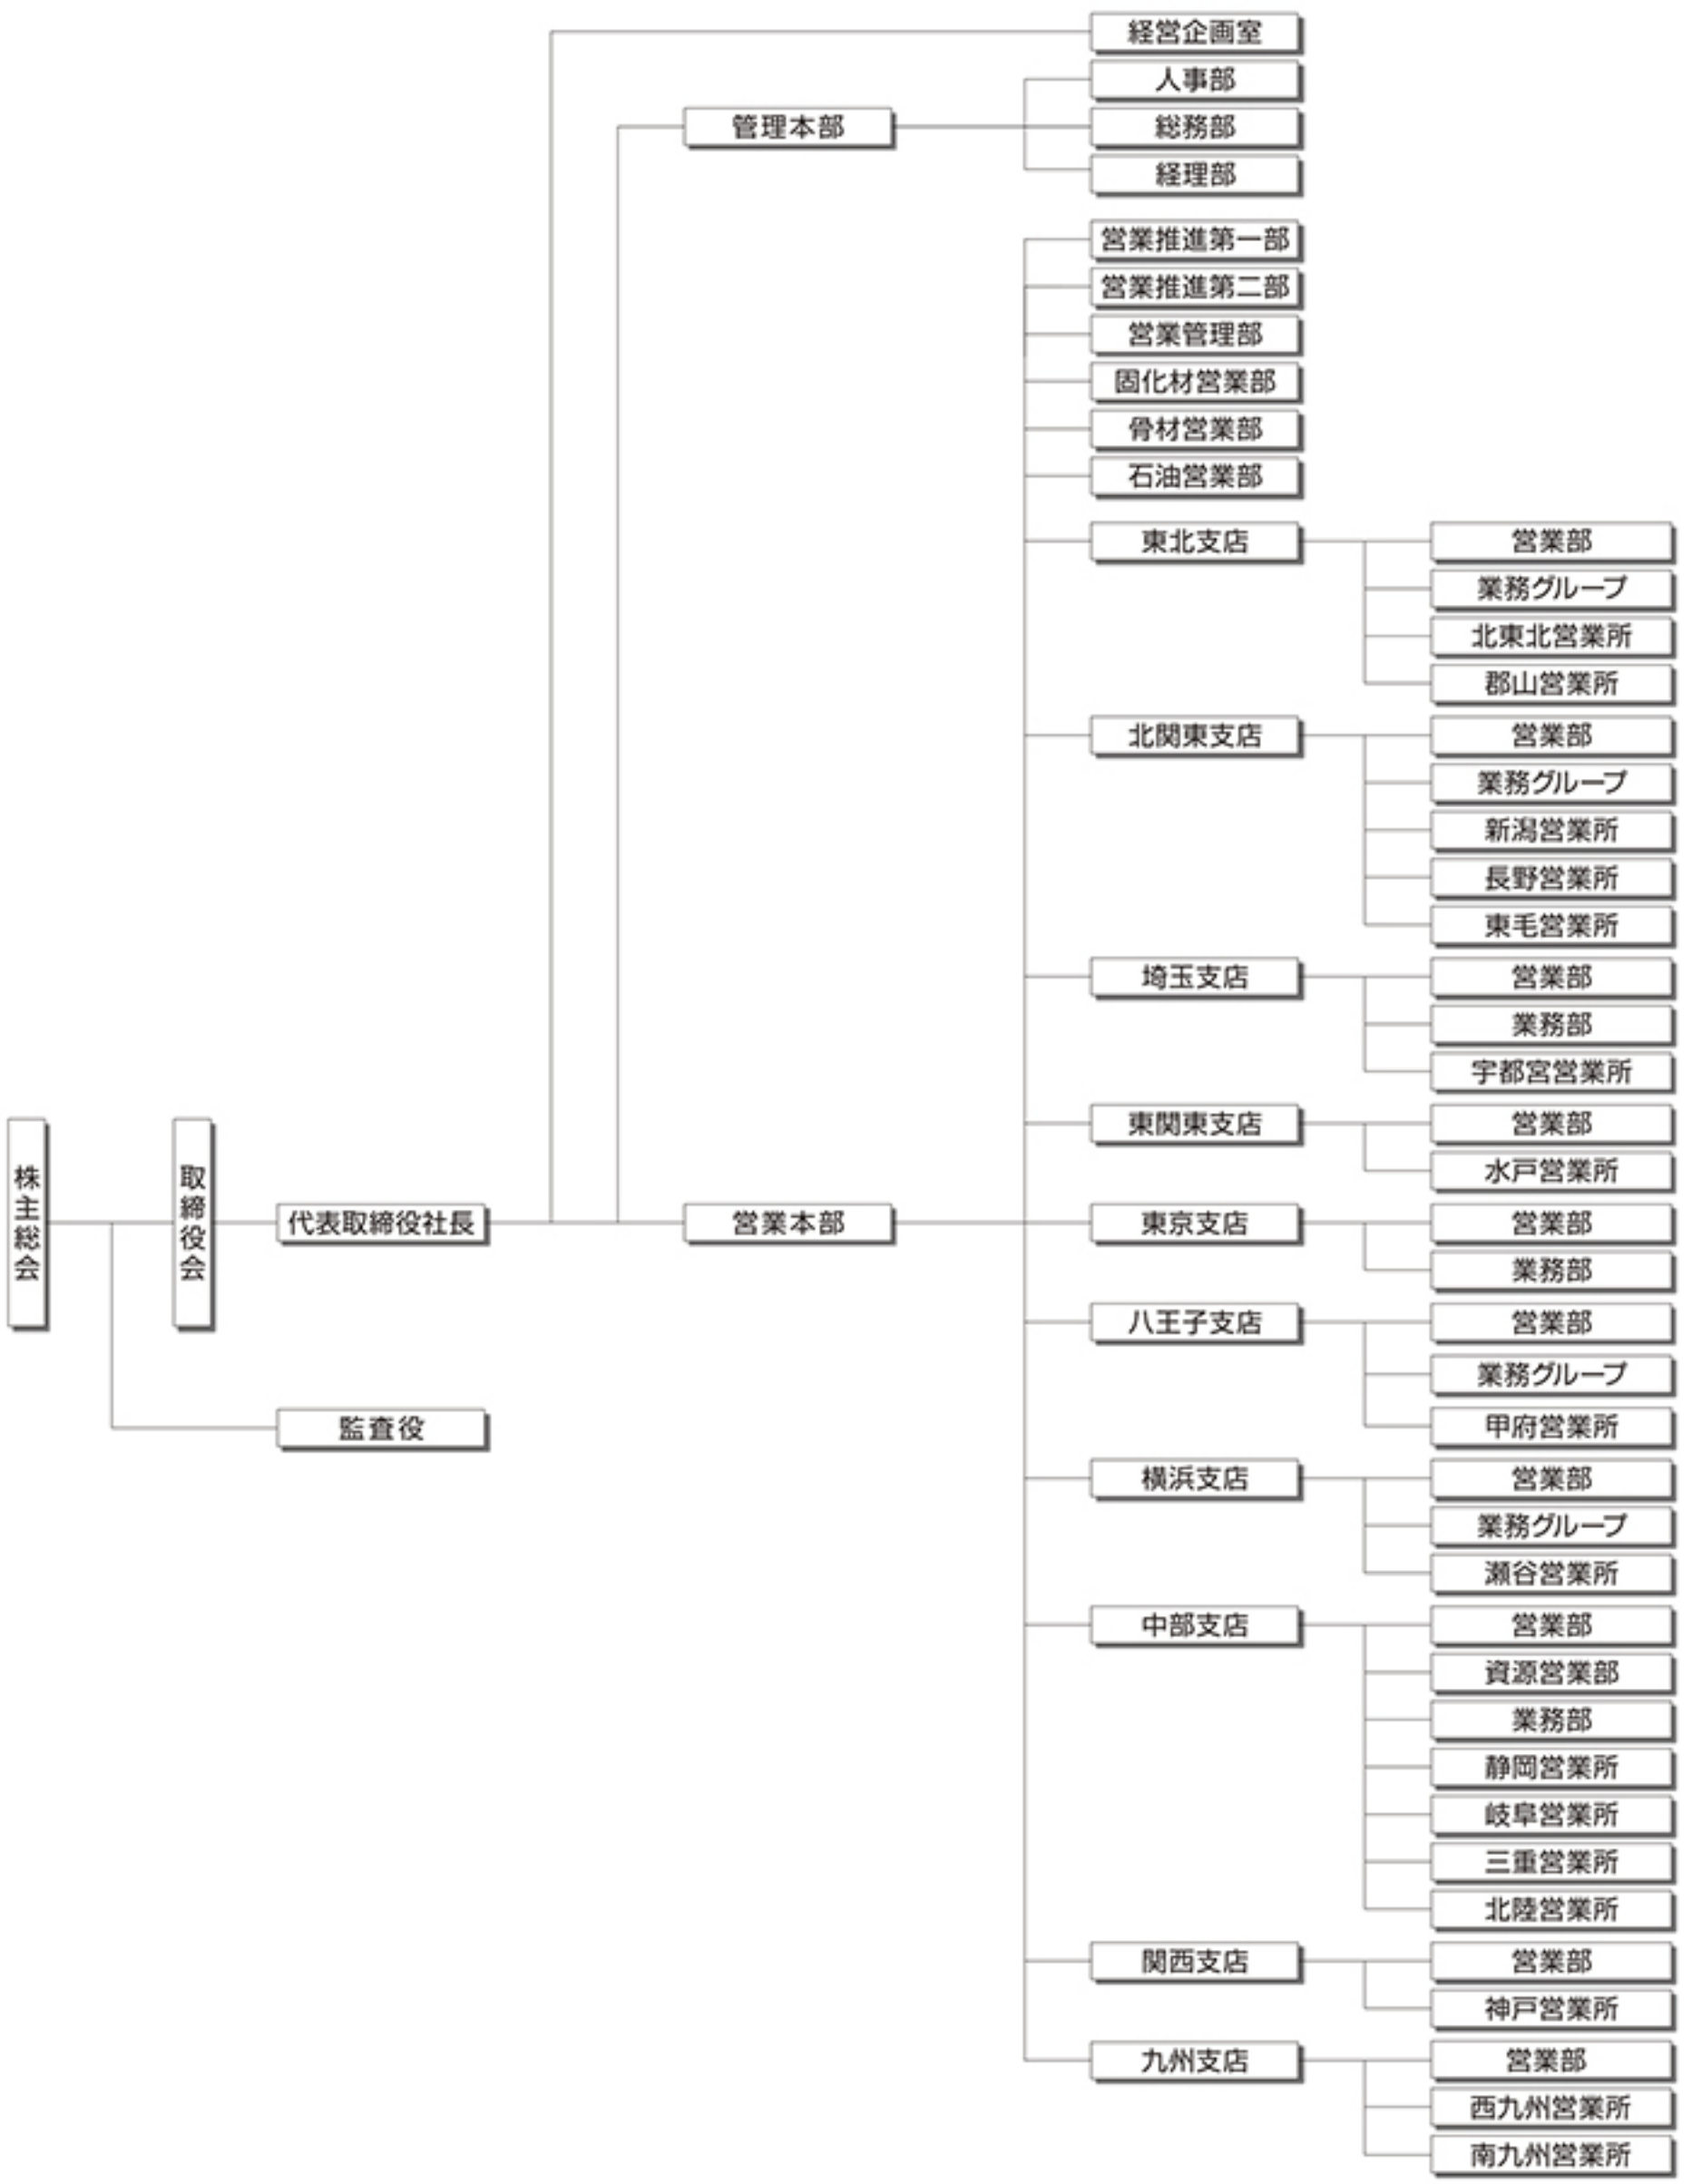 株主総会
取締役会
代表取締役社長
監査役
経営企画室
管理本部
人事部
総務部
経理部
営業本部
営業推進第一部
営業推進第二部
営業管理部
固化材営業部
骨材営業部
石油営業部
東北支店
営業部
業務グループ
北東北営業所
郡山営業所
北関東支店
営業部
業務グループ
新潟営業所
長野営業所
東毛営業所
埼玉支店
営業部
業務部
宇都宮営業所
東関東支店
営業部
水戸営業所
東京支店
営業部
業務部
八王子支店
営業部
業務グループ
甲府営業所
横浜支店
営業部
業務グループ
瀬谷営業所
中部支店
営業部
資源営業部
業務部
静岡営業所
岐阜営業所
三重営業所
北陸営業所
関西支店
営業部
神戸営業所
九州支店
営業部
西九州営業所
南九州営業所